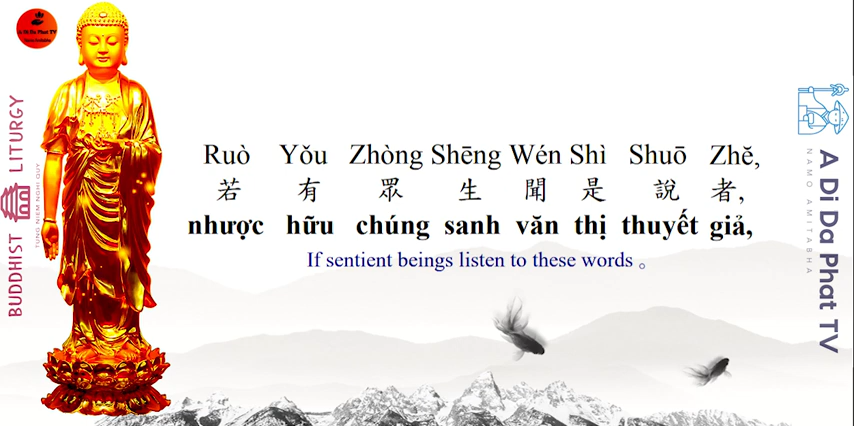 A Di Da Phat TV
BUDDHIST LITURGY
TUNG NIEM NGHI QUY
Ruò Yǒu Zhòng Shēng Wén Shì Shuō Zhě,
若 有 眾 生 聞 是 說 者,
nhược hữu chúng sanh văn thị thuyết giả,
If sentient beings listen to these words 。
A Di Da Phat TV
NAMO AMITABHA